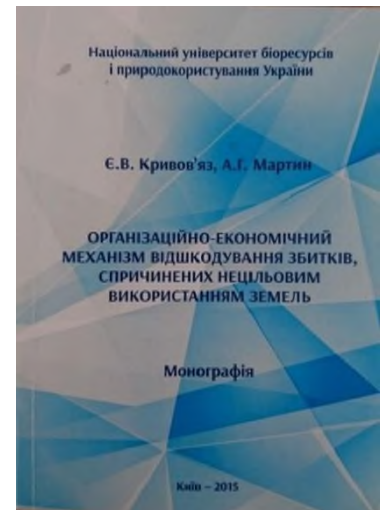 Національний університет біоресурсів
і природокористування України
Є.В. Кривов'яз, А.Г. Мартин
ОРГАНІЗАЦІЙНО-ЕКОНОМІЧНИЙ
МЕХАНІЗМ ВІДШКОДУВАННЯ ЗБИТКІВ,
СПРИЧИНЕНИХ НЕЦІЛЬОВИМ
ВИКОРИСТАННЯМ ЗЕМЕЛЬ
Монографія
Київ – 2015